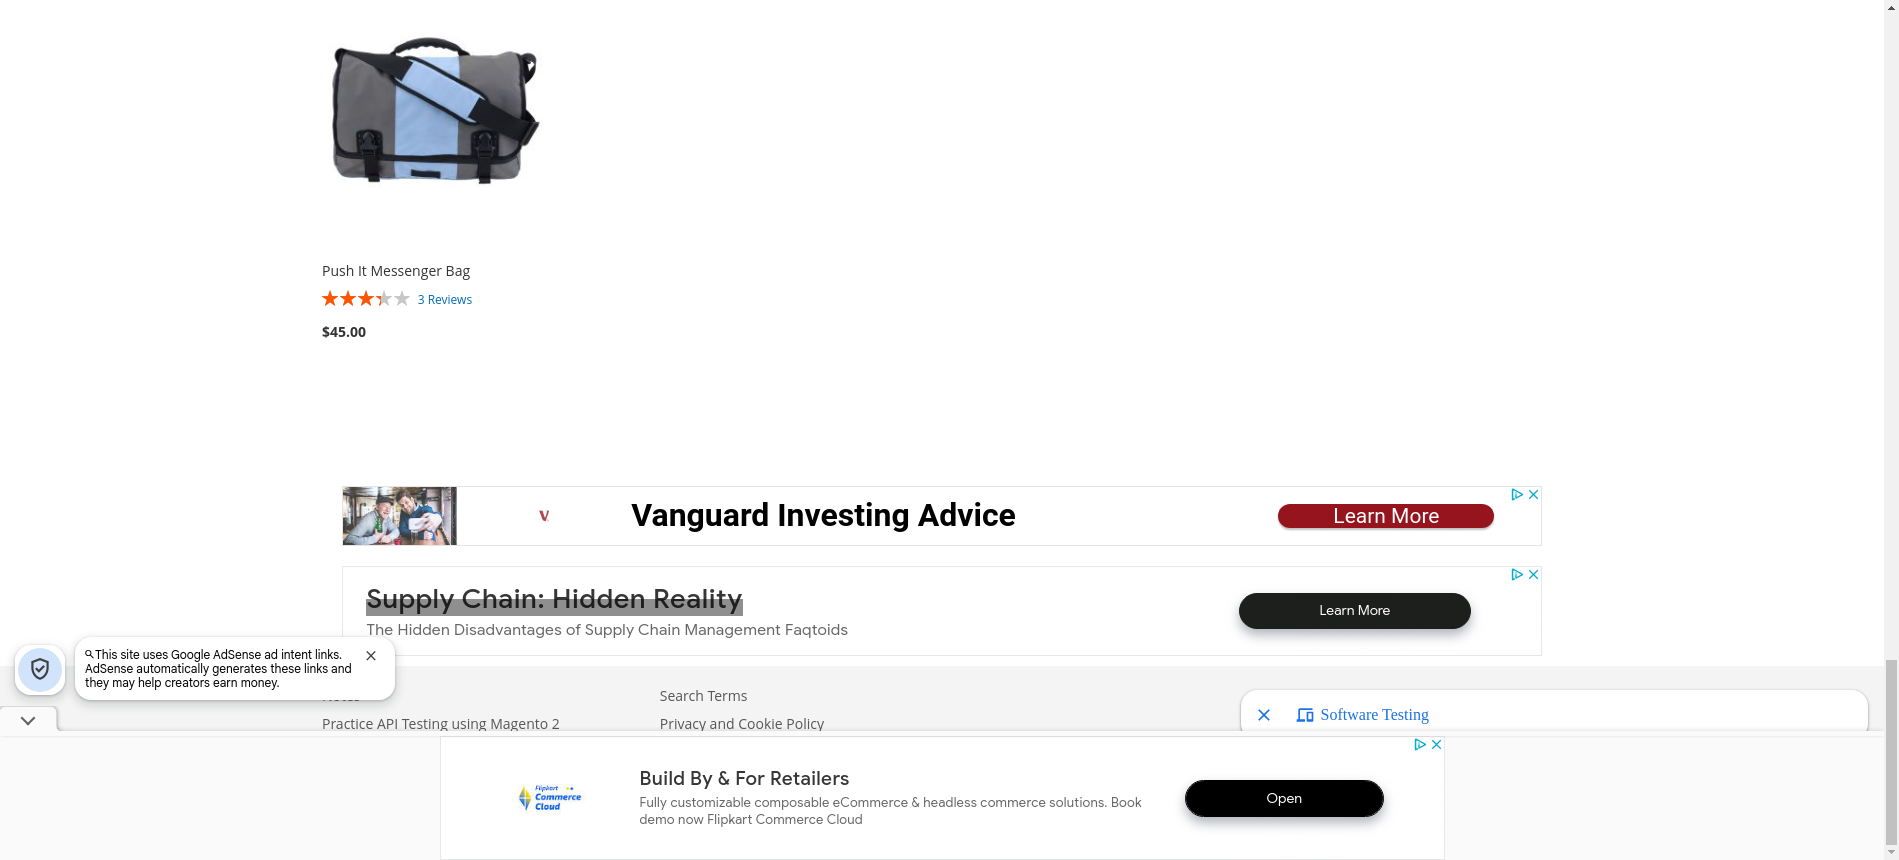 Push It Messenger Bag
3 Reviews
$45.00
Vanguard Investing Advice
Learn More
Supply Chain: Hidden Reality
The Hidden Disadvantages of Supply Chain Management Faqtoids
Learn More
This site uses Google AdSense ad intent links.
AdSense automatically generates these links and
they may help creators earn money.
Search Terms
Practice API Testing using Magento 2
Privacy and Cookie Policy
Software Testing
Flipkart
Commerce
Cloud
Build By & For Retailers
Fully customizable composable eCommerce & headless commerce solutions. Book
demo now Flipkart Commerce Cloud
Open